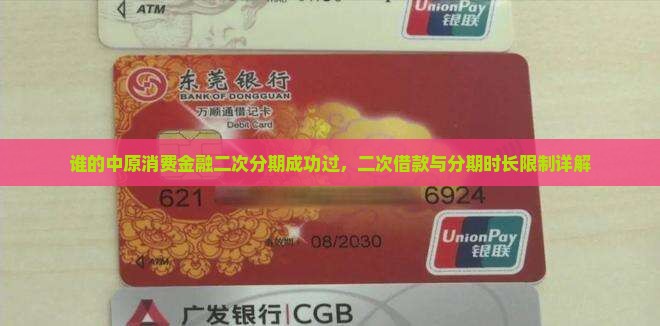 ATM
UnionPay
银联
东莞银行
BANK OF DONGGUAN
万顺通借记卡
Debit Card
谁的中原消费金融二次分期成功过，二次借款与分期时长限制详解
621 6924
08/2030
ATM
UnionPay
银联
广发银行|CGB